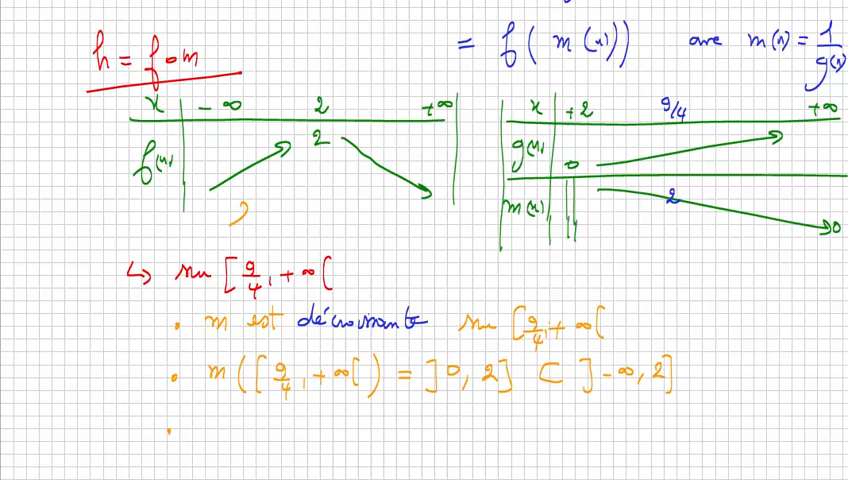 = f(m(x)) avec m(x) = 1/g(x)
h = f o m
x -∞ 2 +∞
f(x) 2
x +2 9/4 +∞
g(x) 0
m(x) 2 0
↳ sur [9/4, +∞[
• m est décroissante sur [9/4, +∞[
• m([9/4, +∞[) = ]0, 2] ⊂ ]-∞, 2]
•